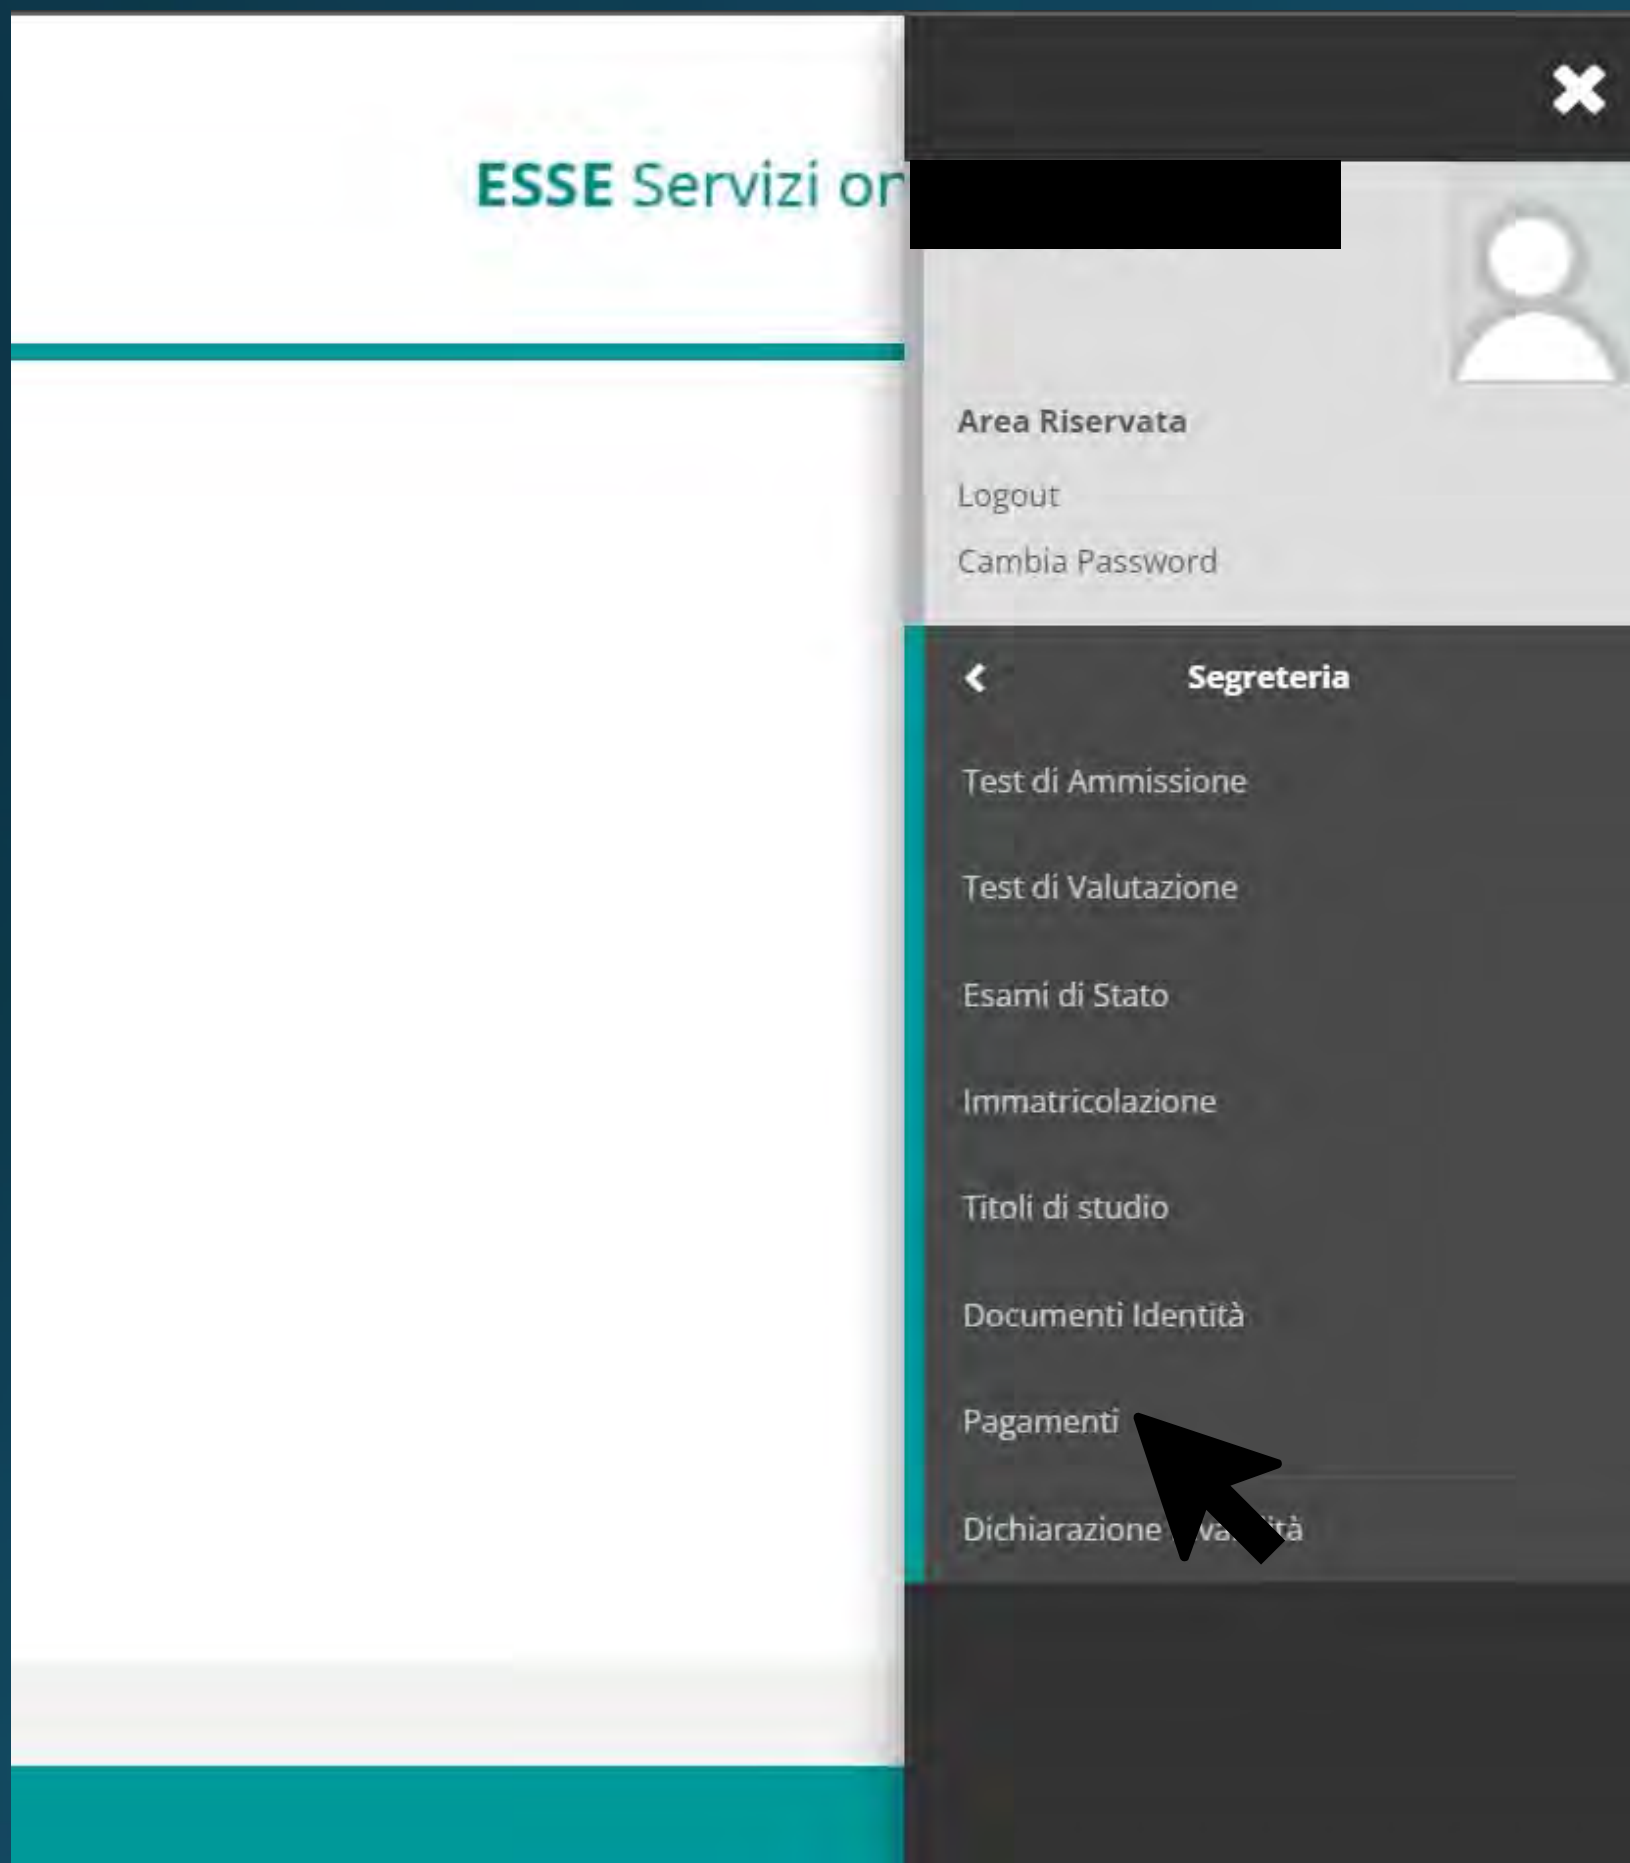 ESSE Servizi
Area Riservata
Logout
Cambia Password
Segreteria
Test di Ammissione
Test di Valutazione
Esami di Stato
Immatricolazione
Titoli di studio
Documenti Identità
Pagamenti
Dichiarazione